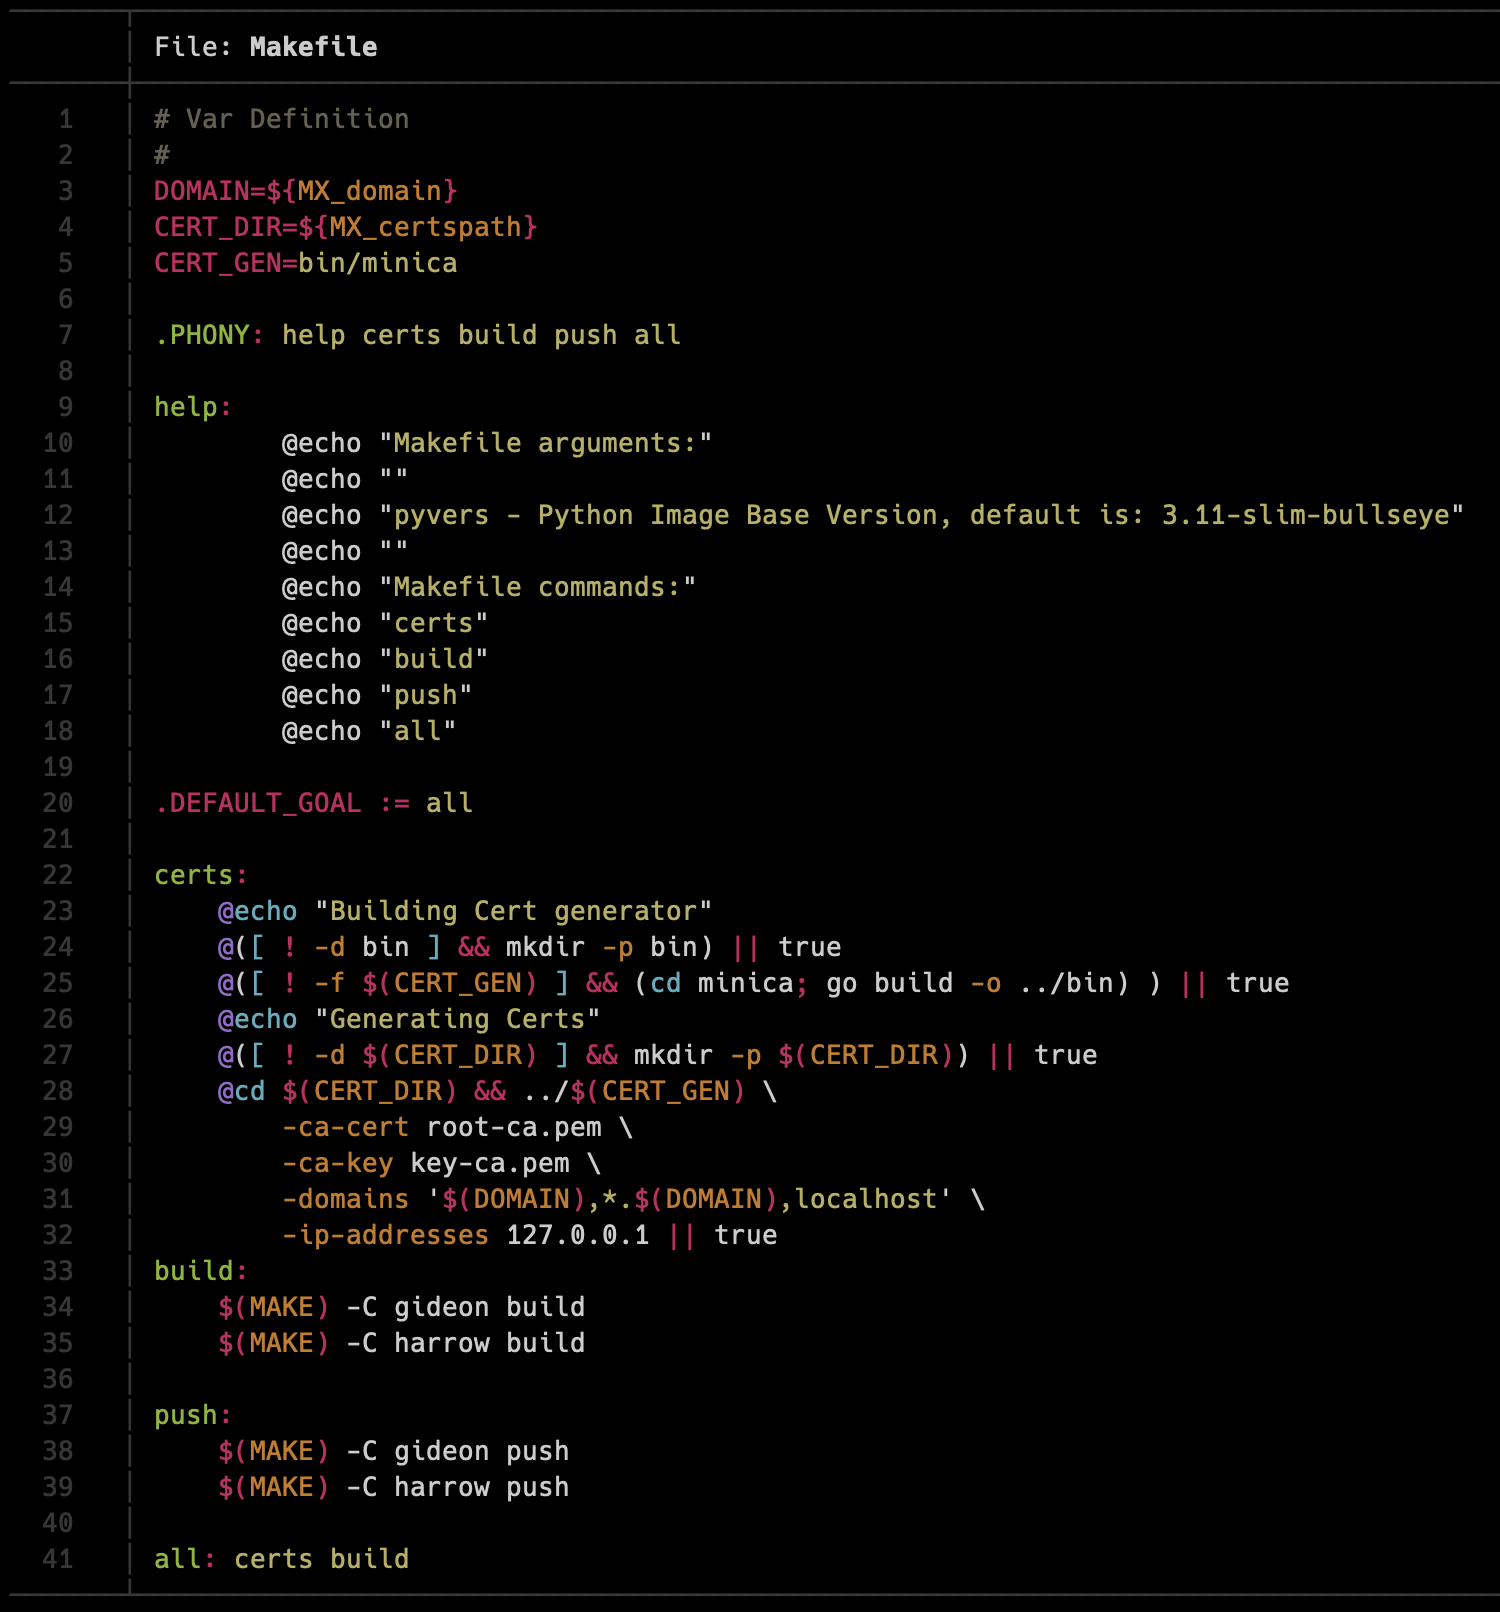 File: Makefile
1 # Var Definition
2 #
3 DOMAIN=${MX_domain}
4 CERT_DIR=${MX_certspath}
5 CERT_GEN=bin/minica
6
7 .PHONY: help certs build push all
8
9 help:
10         @echo "Makefile arguments:"
11         @echo ""
12         @echo "pyvers - Python Image Base Version, default is: 3.11-slim-bullseye"
13         @echo ""
14         @echo "Makefile commands:"
15         @echo "certs"
16         @echo "build"
17         @echo "push"
18         @echo "all"
19
20 .DEFAULT_GOAL := all
21
22 certs:
23     @echo "Building Cert generator"
24     @([ ! -d bin ] && mkdir -p bin) || true
25     @([ ! -f $(CERT_GEN) ] && (cd minica; go build -o ../bin) ) || true
26     @echo "Generating Certs"
27     @([ ! -d $(CERT_DIR) ] && mkdir -p $(CERT_DIR)) || true
28     @cd $(CERT_DIR) && ../$(CERT_GEN) \
29         -ca-cert root-ca.pem \
30         -ca-key key-ca.pem \
31         -domains '$(DOMAIN),*.$(DOMAIN),localhost' \
32         -ip-addresses 127.0.0.1 || true
33 build:
34     $(MAKE) -C gideon build
35     $(MAKE) -C harrow build
36
37 push:
38     $(MAKE) -C gideon push
39     $(MAKE) -C harrow push
40
41 all: certs build